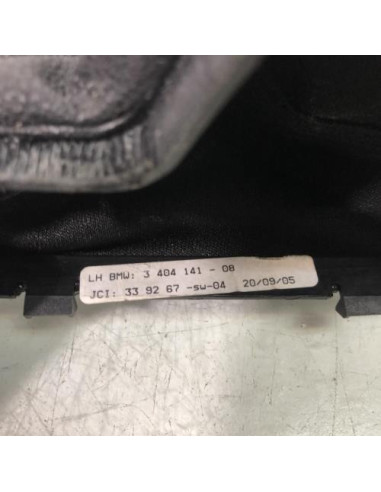 LH BMW: 3 404 141 - 08
JCI: 33 92 67 -sw-04 20/09/05